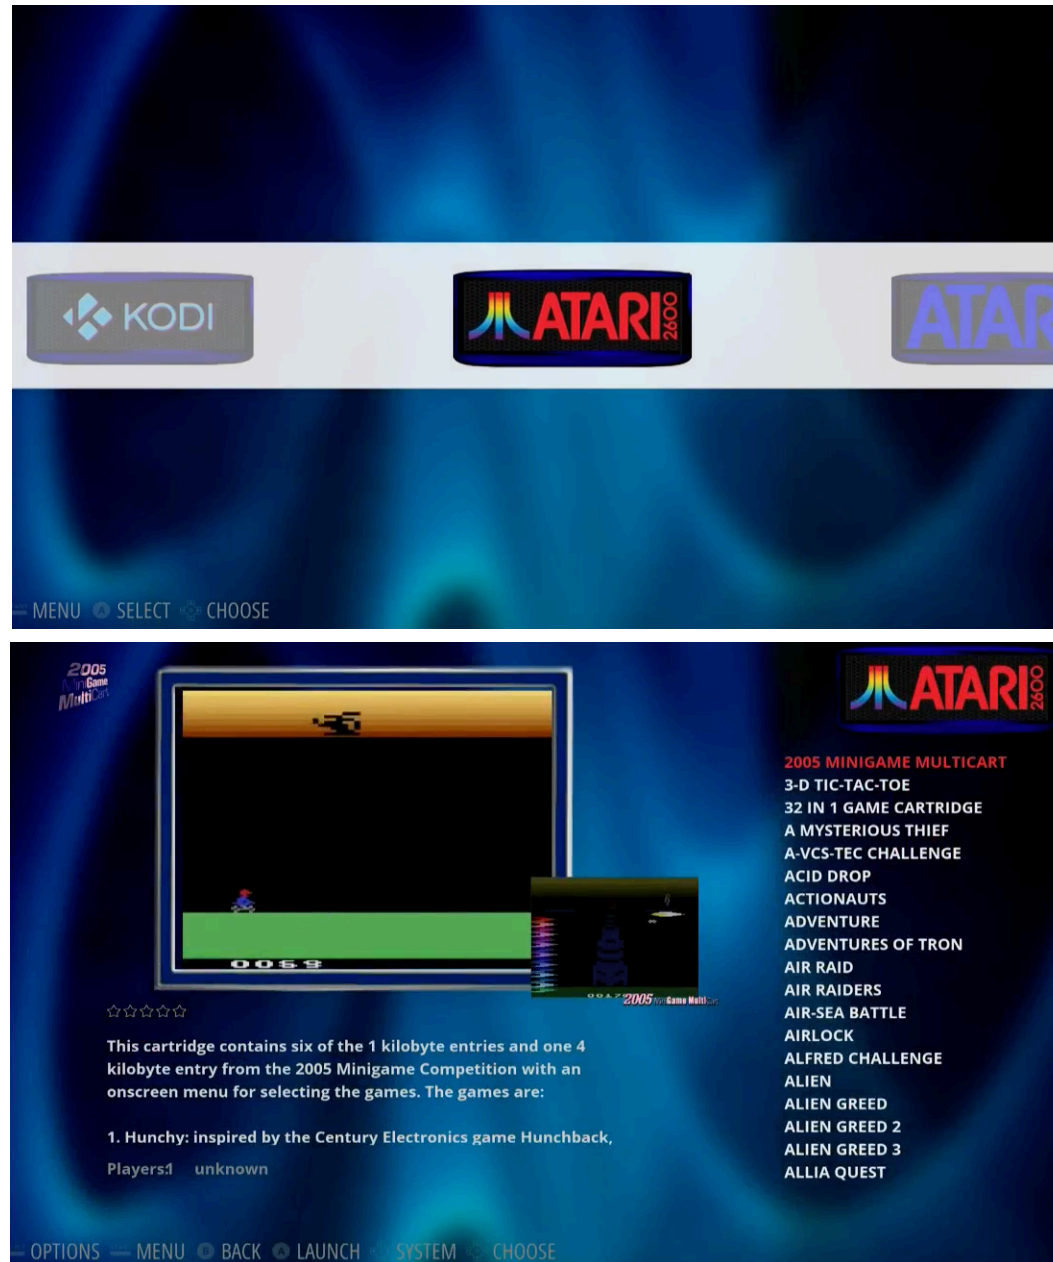 KODI
ATARI 2600
ATAR
MENU SELECT CHOOSE
2005
MiniGame
MultiCart
ATARI 2600
0059
2005 MiniGame MultiCart
2005 MINIGAME MULTICART
3-D TIC-TAC-TOE
32 IN 1 GAME CARTRIDGE
A MYSTERIOUS THIEF
A-VCS-TEC CHALLENGE
ACID DROP
ACTIONAUTS
ADVENTURE
ADVENTURES OF TRON
AIR RAID
AIR RAIDERS
AIR-SEA BATTLE
AIRLOCK
ALFRED CHALLENGE
ALIEN
ALIEN GREED
ALIEN GREED 2
ALIEN GREED 3
ALLIA QUEST
This cartridge contains six of the 1 kilobyte entries and one 4
kilobyte entry from the 2005 Minigame Competition with an
onscreen menu for selecting the games. The games are:
1. Hunchy: inspired by the Century Electronics game Hunchback,
Players:1 unknown
OPTIONS MENU B BACK A LAUNCH SYSTEM CHOOSE